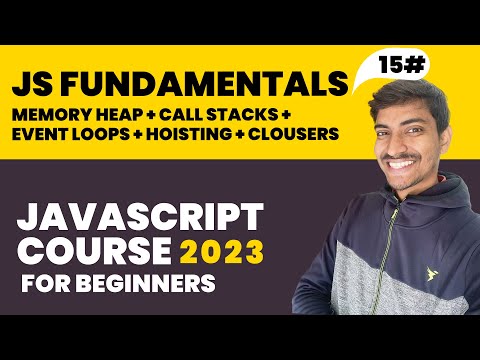 15#
JS FUNDAMENTALS
MEMORY HEAP + CALL STACKS +
EVENT LOOPS + HOISTING + CLOUSERS
JAVASCRIPT
COURSE 2023
FOR BEGINNERS